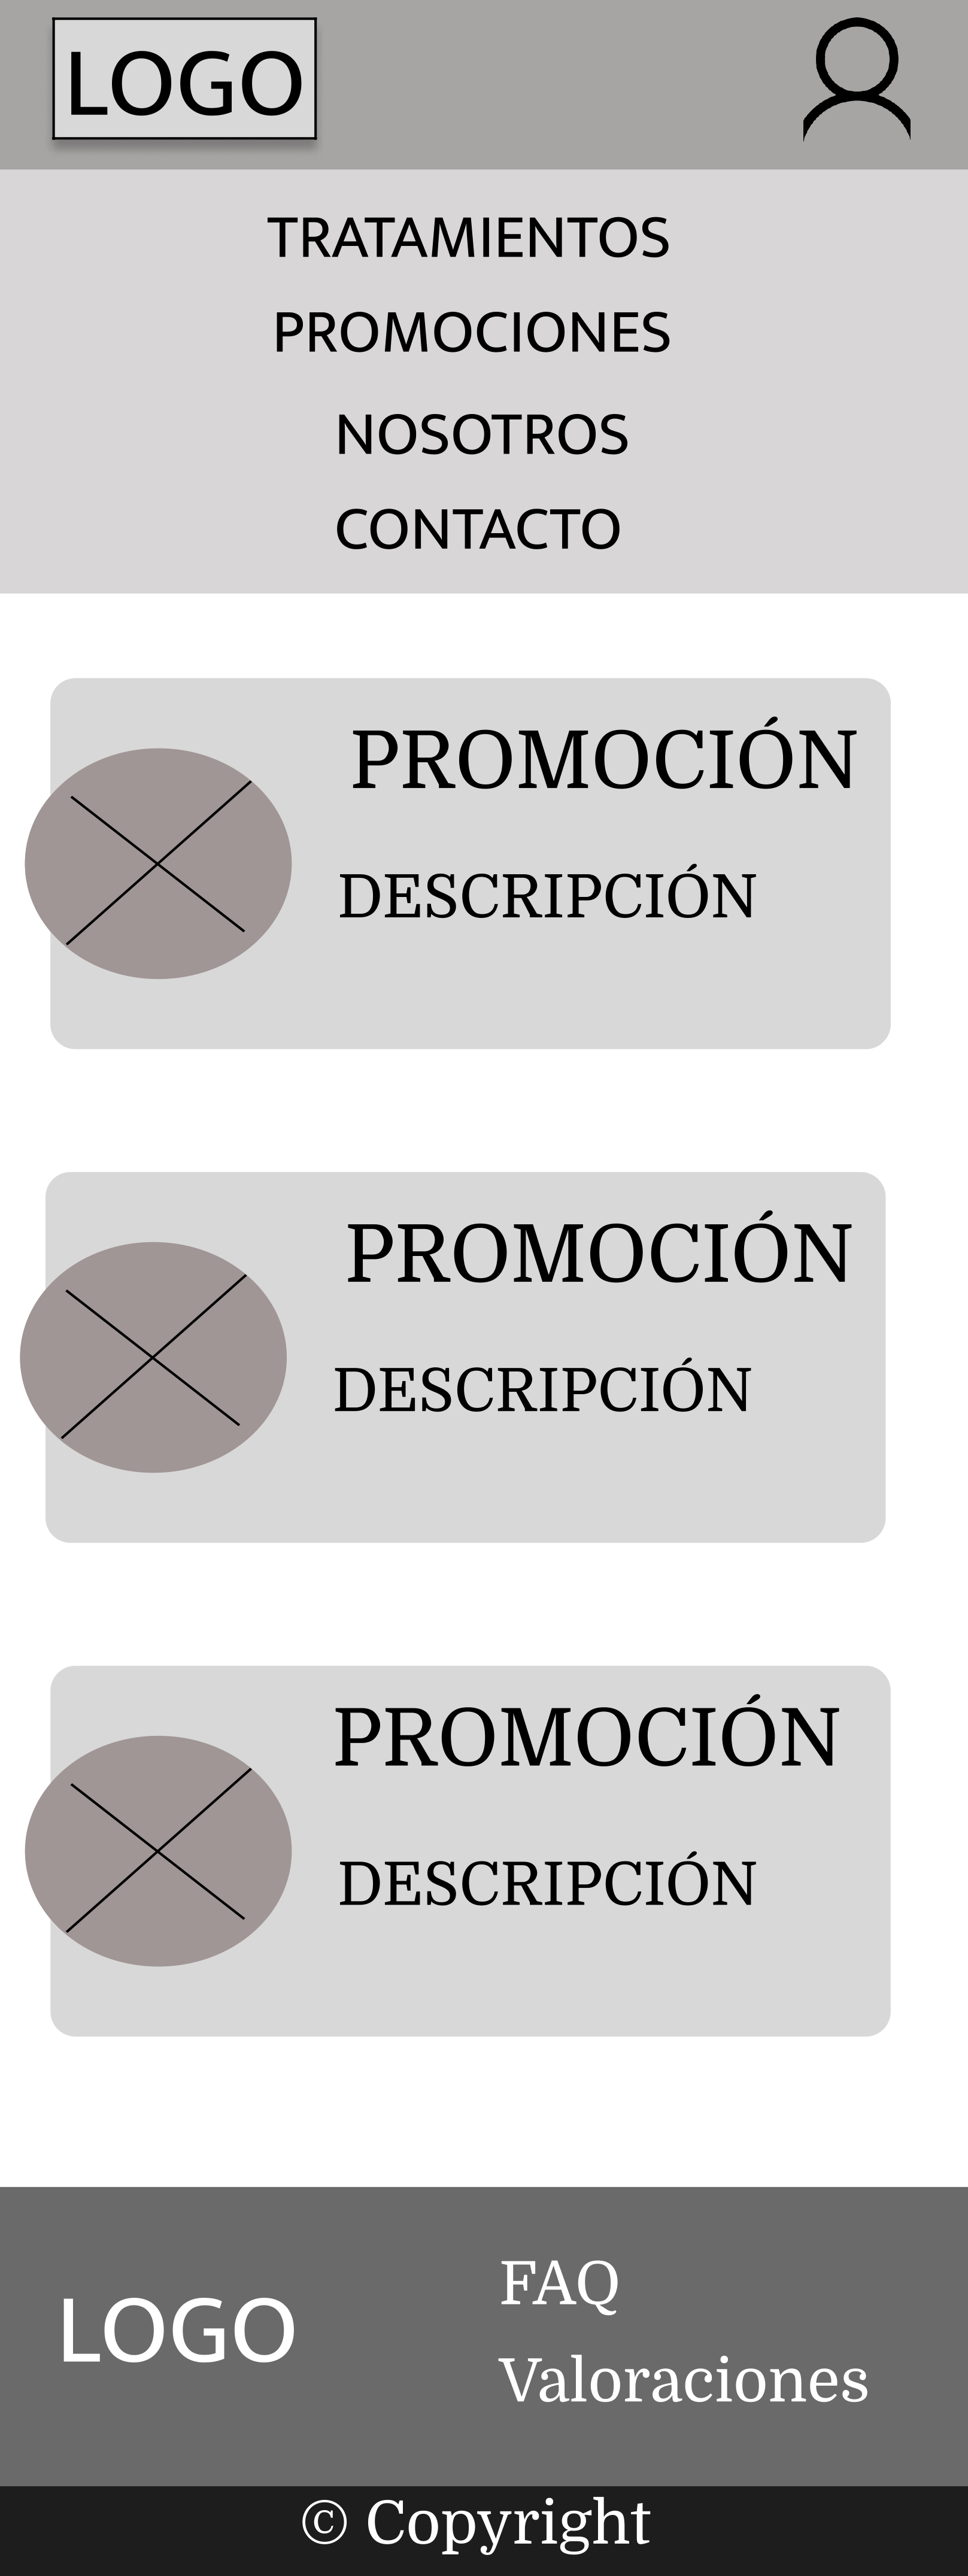 LOGO
TRATAMIENTOS
PROMOCIONES
NOSOTROS
CONTACTO
PROMOCIÓN
DESCRIPCIÓN
PROMOCIÓN
DESCRIPCIÓN
PROMOCIÓN
DESCRIPCIÓN
LOGO
FAQ
Valoraciones
© Copyright